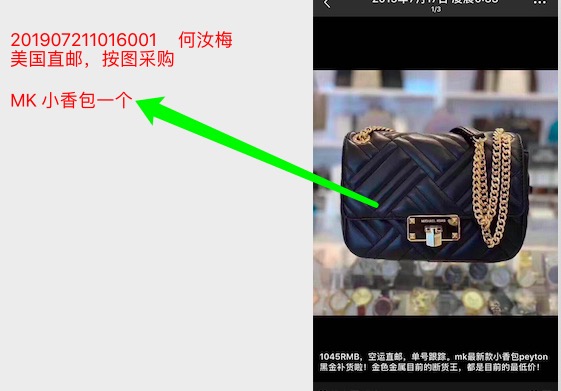 201907211016001 何汝梅
美国直邮，按图采购
MK 小香包一个
1/3
MICHAEL KORS
1045RMB，空运直邮，单号跟踪。mk最新款小香包peyton
黑金补货啦！金色金属目前的断货王，都是目前的最低价！